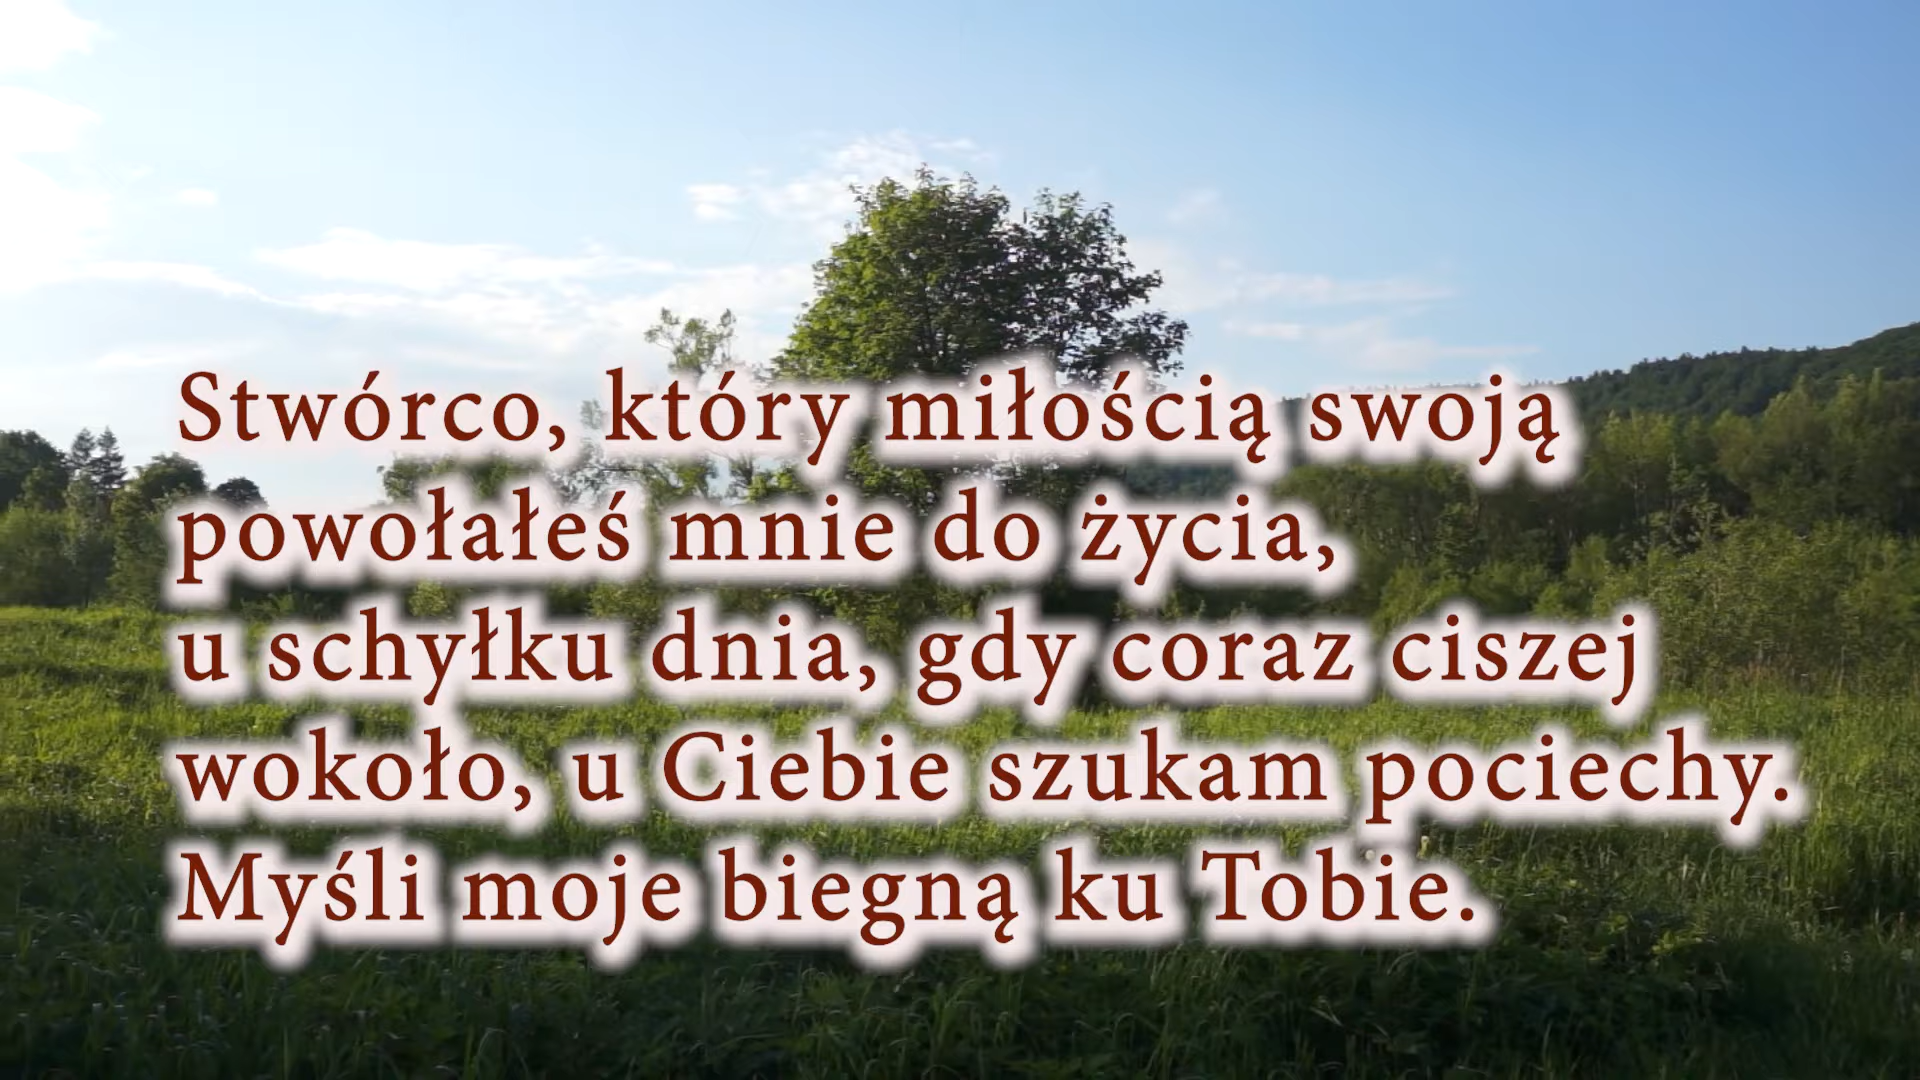 Stwórco, który miłością swoją
powołałeś mnie do życia,
u schyłku dnia, gdy coraz ciszej
wokoło, u Ciebie szukam pociechy.
Myśli moje biegną ku Tobie.